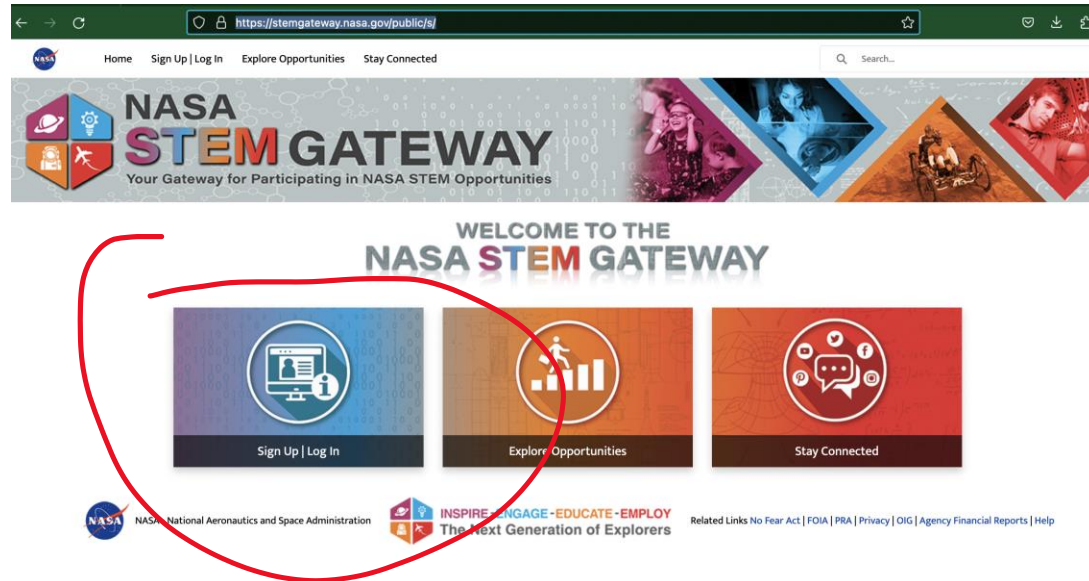 https://stemgateway.nasa.gov/public/s/
NASA
Home Sign Up | Log In Explore Opportunities Stay Connected
Search...
NASA
STEM GATEWAY
Your Gateway for Participating in NASA STEM Opportunities
WELCOME TO THE
NASA STEM GATEWAY
Sign Up | Log In
Explore Opportunities
Stay Connected
NASA
NASA - National Aeronautics and Space Administration
INSPIRE-ENGAGE-EDUCATE-EMPLOY
The Next Generation of Explorers
Related Links No Fear Act | FOIA | PRA | Privacy | OIG | Agency Financial Reports | Help